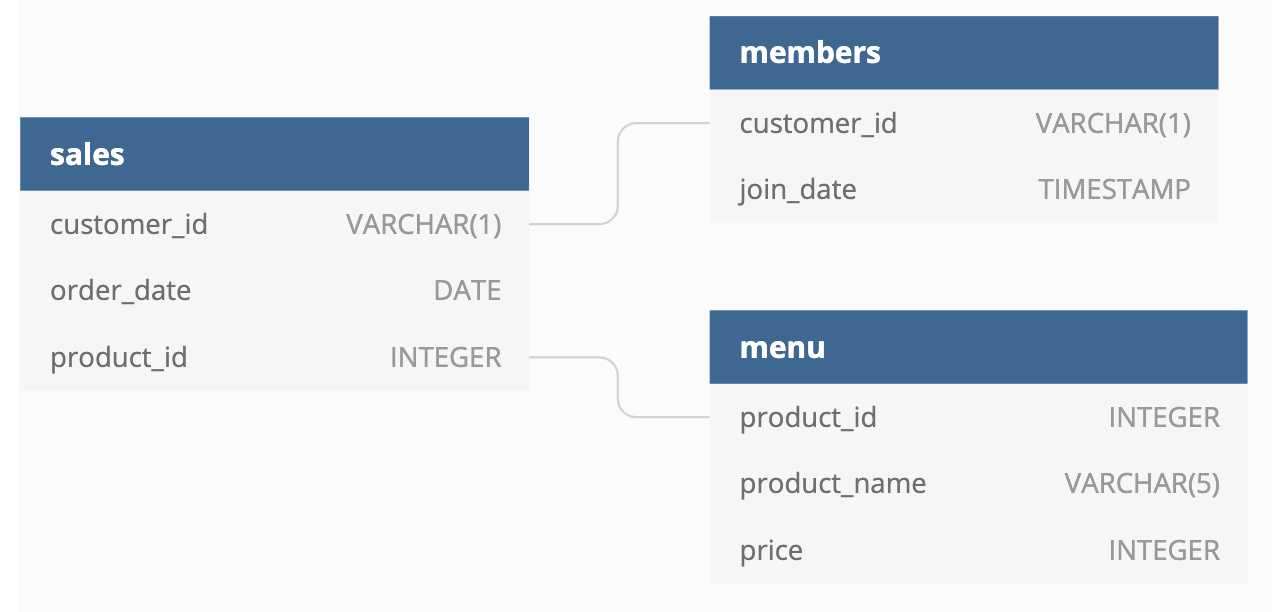 sales
customer_id VARCHAR(1)
order_date DATE
product_id INTEGER
members
customer_id VARCHAR(1)
join_date TIMESTAMP
menu
product_id INTEGER
product_name VARCHAR(5)
price INTEGER